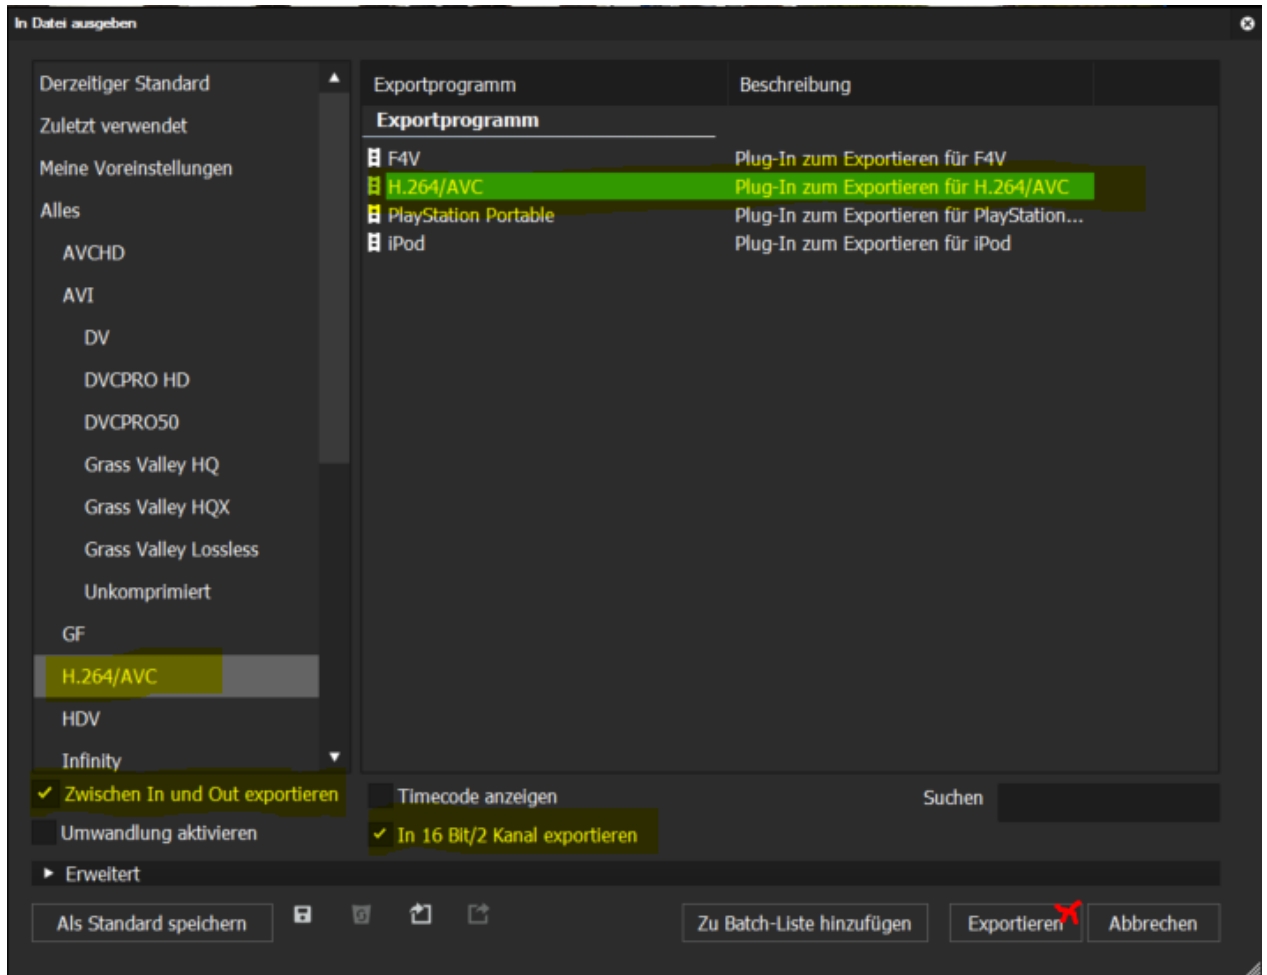 In Datei ausgeben
Derzeitiger Standard
Zuletzt verwendet
Meine Voreinstellungen
Alles
AVCHD
AVI
DV
DVCPRO HD
DVCPRO50
Grass Valley HQ
Grass Valley HQX
Grass Valley Lossless
Unkomprimiert
GF
H.264/AVC
HDV
Infinity
Exportprogramm Beschreibung
Exportprogramm
F4V Plug-In zum Exportieren für F4V
H.264/AVC Plug-In zum Exportieren für H.264/AVC
PlayStation Portable Plug-In zum Exportieren für PlayStation...
iPod Plug-In zum Exportieren für iPod
Zwischen In und Out exportieren Timecode anzeigen Suchen
Umwandlung aktivieren In 16 Bit/2 Kanal exportieren
Erweitert
Als Standard speichern Zu Batch-Liste hinzufügen Exportieren Abbrechen